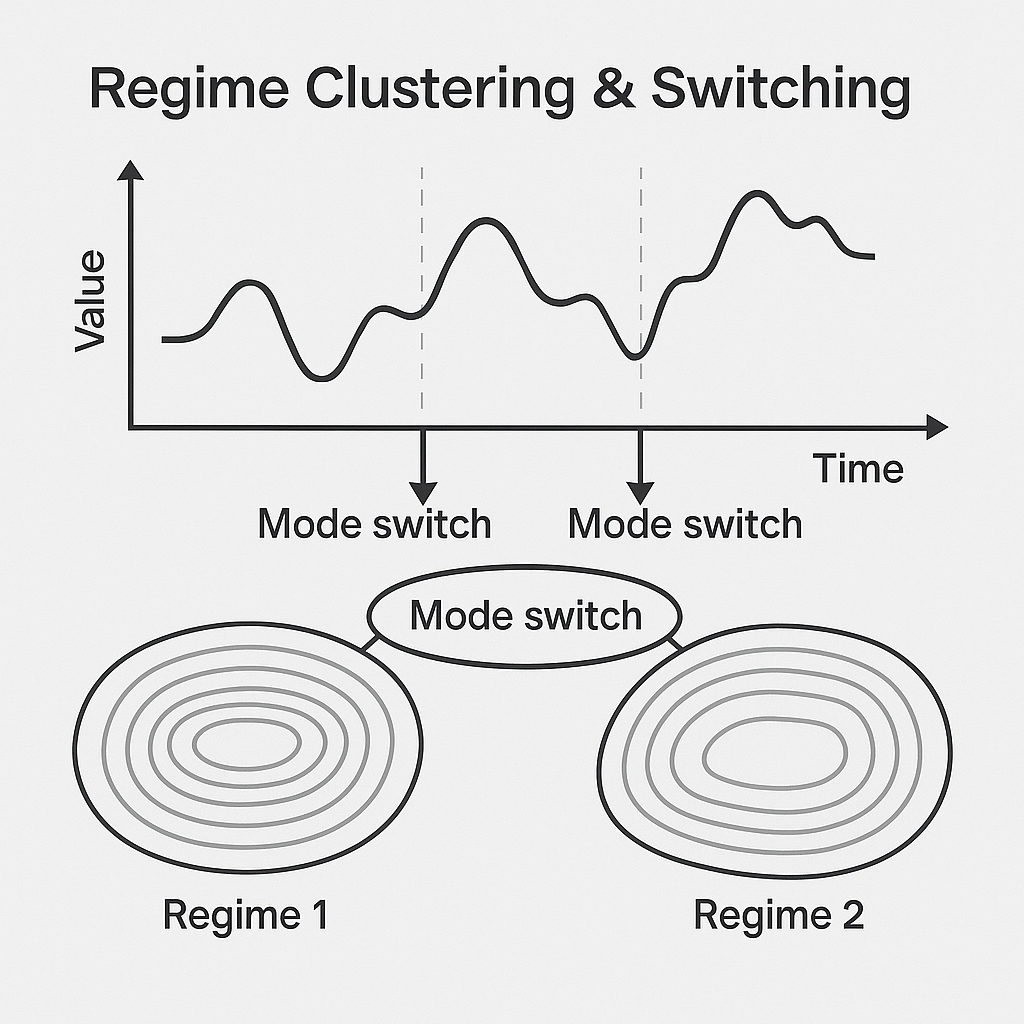 Regime Clustering & Switching
Value
Time
Mode switch
Mode switch
Mode switch
Regime 1
Regime 2